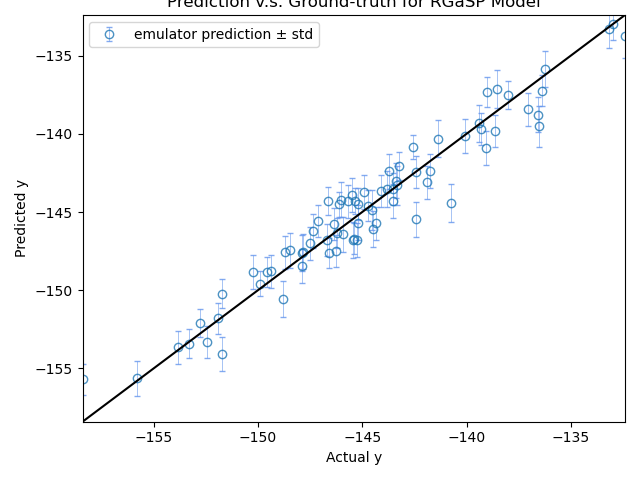 Prediction v.s. Ground-truth for RGaSP Model
emulator prediction ± std
−135
−140
−145
−150
−155
Predicted y
−155
−150
−145
−140
−135
Actual y